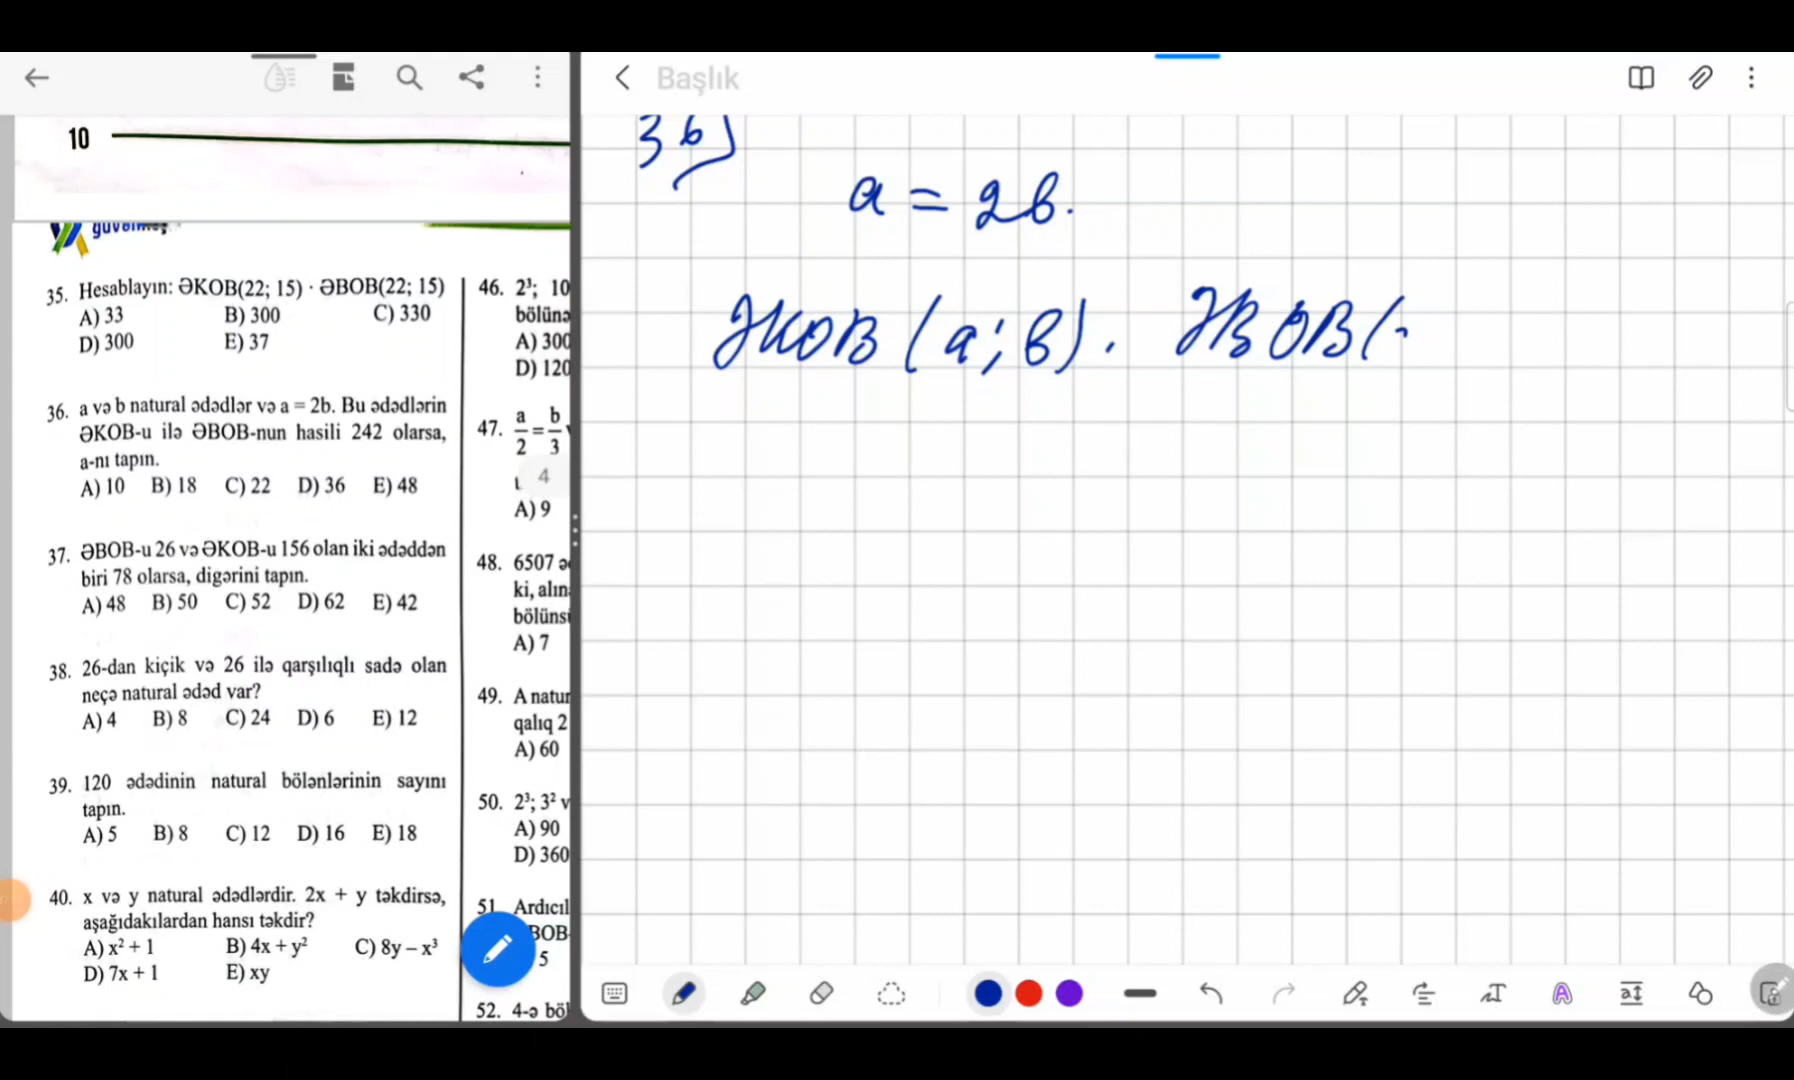 10
güvənmiş
35. Hesablayın: ƏKOB(22; 15) · ƏBOB(22; 15)
A) 33 B) 300 C) 330
D) 300 E) 37
36. a və b natural ədədlər və a = 2b. Bu ədədlərin
ƏKOB-u ilə ƏBOB-nun hasili 242 olarsa,
a-nı tapın.
A) 10 B) 18 C) 22 D) 36 E) 48
37. ƏBOB-u 26 və ƏKOB-u 156 olan iki ədəddən
biri 78 olarsa, digərini tapın.
A) 48 B) 50 C) 52 D) 62 E) 42
38. 26-dan kiçik və 26 ilə qarşılıqlı sadə olan
neçə natural ədəd var?
A) 4 B) 8 C) 24 D) 6 E) 12
39. 120 ədədinin natural bölənlərinin sayını
tapın.
A) 5 B) 8 C) 12 D) 16 E) 18
40. x və y natural ədədlərdir. 2x + y təkdirsə,
aşağıdakılardan hansı təkdir?
A) x² + 1 B) 4x + y² C) 8y – x³
D) 7x + 1 E) xy
46. 2³; 10
bölünə
A) 300
D) 120
47. a/2 = b/3
4
A) 9
48. 6507 ə
ki, alın
bölüns
A) 7
49. A natur
qalıq 2
A) 60
50. 2³; 3² v
A) 90
D) 360
51 Ardıcıl
BOB-
5
52. 4-ə böl
Başlık
36)
a = 2b.
ƏKOB (a; b) . ƏBOB (